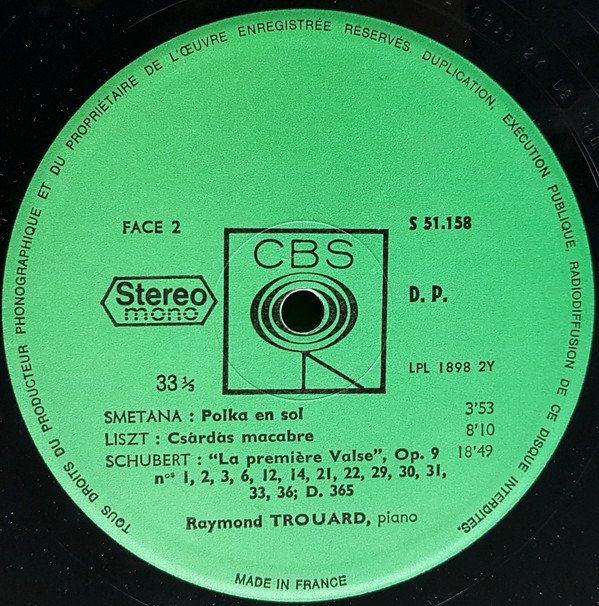 TOUS DROITS DU PRODUCTEUR PHONOGRAPHIQUE ET DU PROPRIÉTAIRE DE L'ŒUVRE ENREGISTRÉE RÉSERVÉS. DUPLICATION, EXÉCUTION PUBLIQUE, RADIODIFFUSION DE CE DISQUE INTERDITES.
FACE 2
S 51.158
CBS
Stereo
mono
D. P.
LPL 1898 2Y
33 ⅓
SMETANA : Polka en sol 3'53
LISZT : Csàrdàs macabre 8'10
SCHUBERT : "La première Valse", Op. 9 18'49
nos 1, 2, 3, 6, 12, 14, 21, 22, 29, 30, 31,
33, 36; D. 365
Raymond TROUARD, piano
MADE IN FRANCE